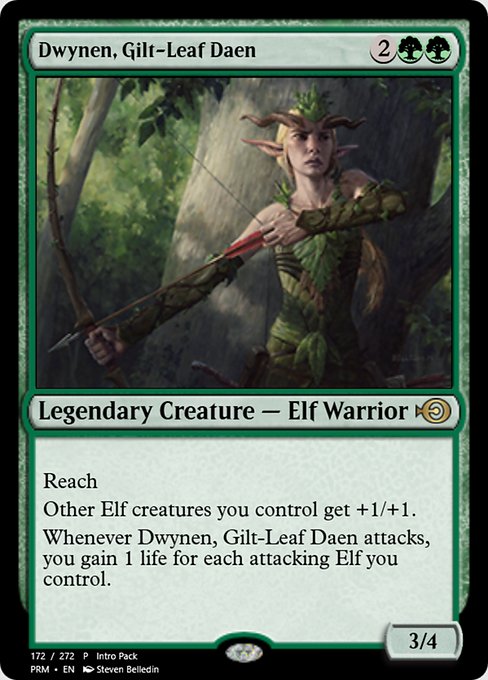 Dwynen, Gilt-Leaf Daen 2
Legendary Creature — Elf Warrior
Reach
Other Elf creatures you control get +1/+1.
Whenever Dwynen, Gilt-Leaf Daen attacks,
you gain 1 life for each attacking Elf you
control.
3/4
172 / 272 P Intro Pack
PRM • EN Steven Belledin